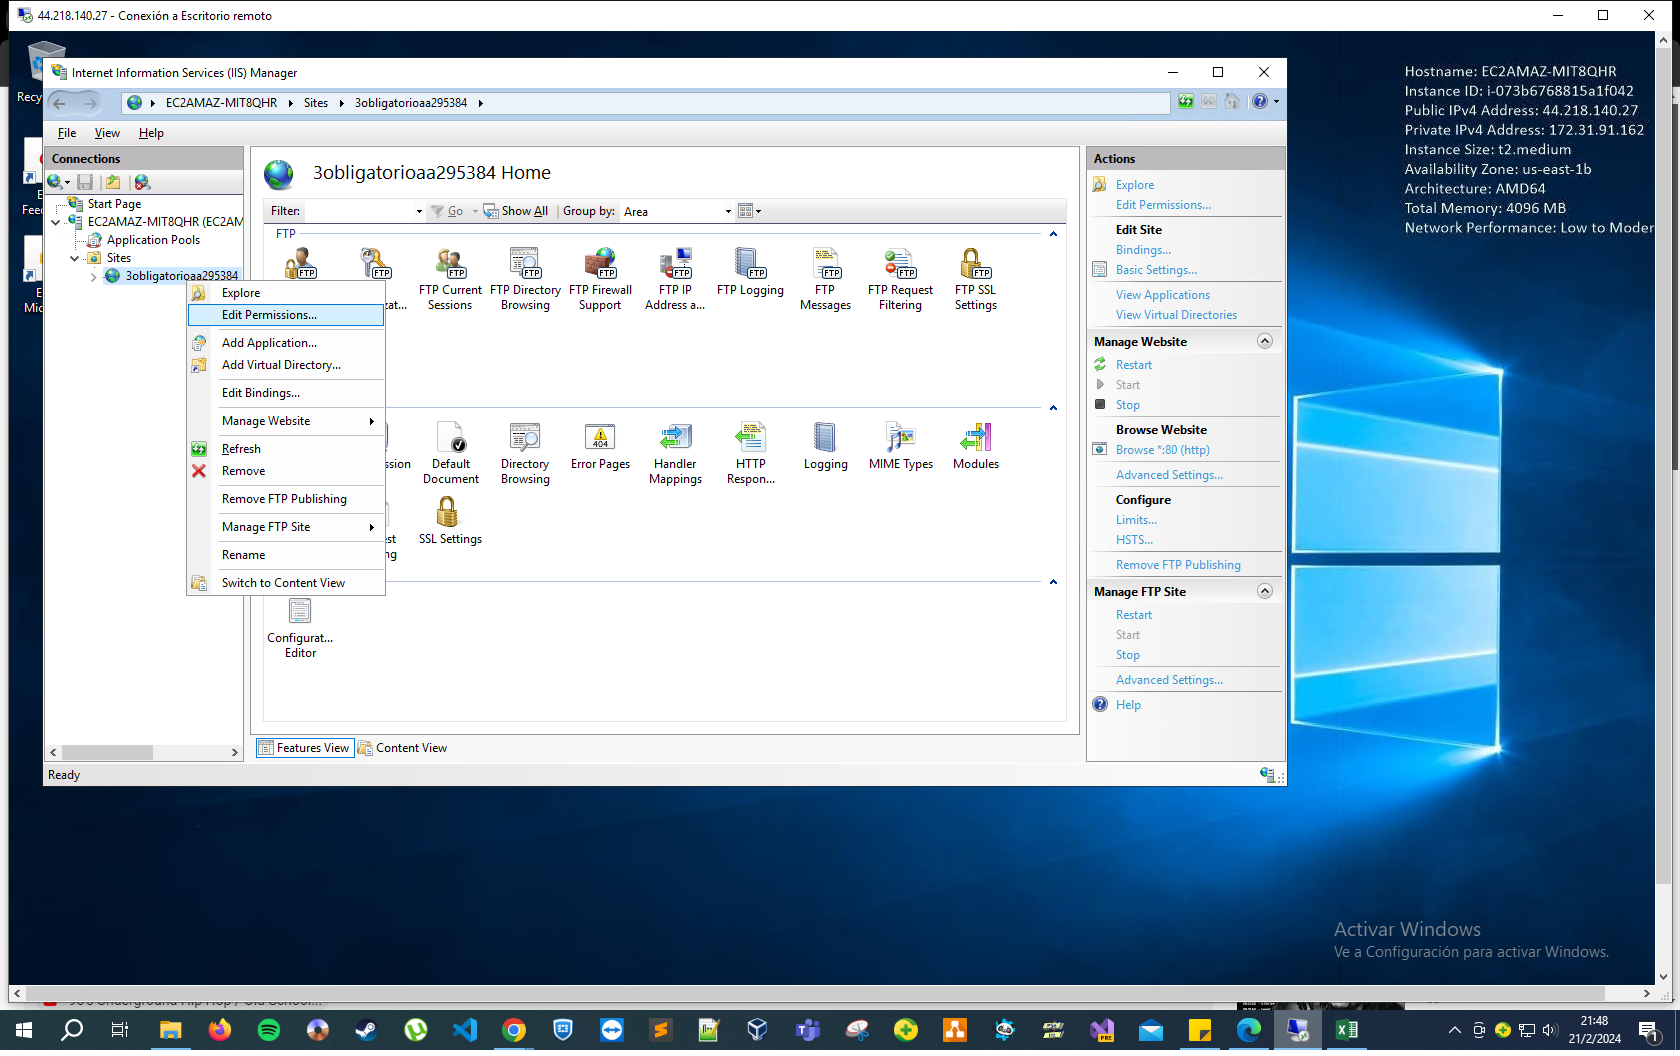 44.218.140.27 - Conexión a Escritorio remoto
Internet Information Services (IIS) Manager
EC2AMAZ-MIT8QHR
Sites
3obligatorioaa295384
File
View
Help
Connections
Start Page
EC2AMAZ-MIT8QHR (EC2AM
Application Pools
Sites
3obligatorioaa295384
Explore
Edit Permissions...
Add Application...
Add Virtual Directory...
Edit Bindings...
Manage Website
Refresh
Remove
Remove FTP Publishing
Manage FTP Site
Rename
Switch to Content View
3obligatorioaa295384 Home
Filter:
Go
Show All
Group by:
Area
FTP
FTP Current Sessions
FTP Directory Browsing
FTP Firewall Support
FTP IP Address a...
FTP Logging
FTP Messages
FTP Request Filtering
FTP SSL Settings
Default Document
Directory Browsing
Error Pages
404
Handler Mappings
HTTP Respon...
Logging
MIME Types
Modules
SSL Settings
Configurat... Editor
Features View
Content View
Ready
Actions
Explore
Edit Permissions...
Edit Site
Bindings...
Basic Settings...
View Applications
View Virtual Directories
Manage Website
Restart
Start
Stop
Browse Website
Browse *:80 (http)
Advanced Settings...
Configure
Limits...
HSTS...
Remove FTP Publishing
Manage FTP Site
Restart
Start
Stop
Advanced Settings...
Help
Hostname: EC2AMAZ-MIT8QHR
Instance ID: i-073b6768815a1f042
Public IPv4 Address: 44.218.140.27
Private IPv4 Address: 172.31.91.162
Instance Size: t2.medium
Availability Zone: us-east-1b
Architecture: AMD64
Total Memory: 4096 MB
Network Performance: Low to Moder
Activar Windows
Ve a Configuración para activar Windows.
21:48
21/2/2024